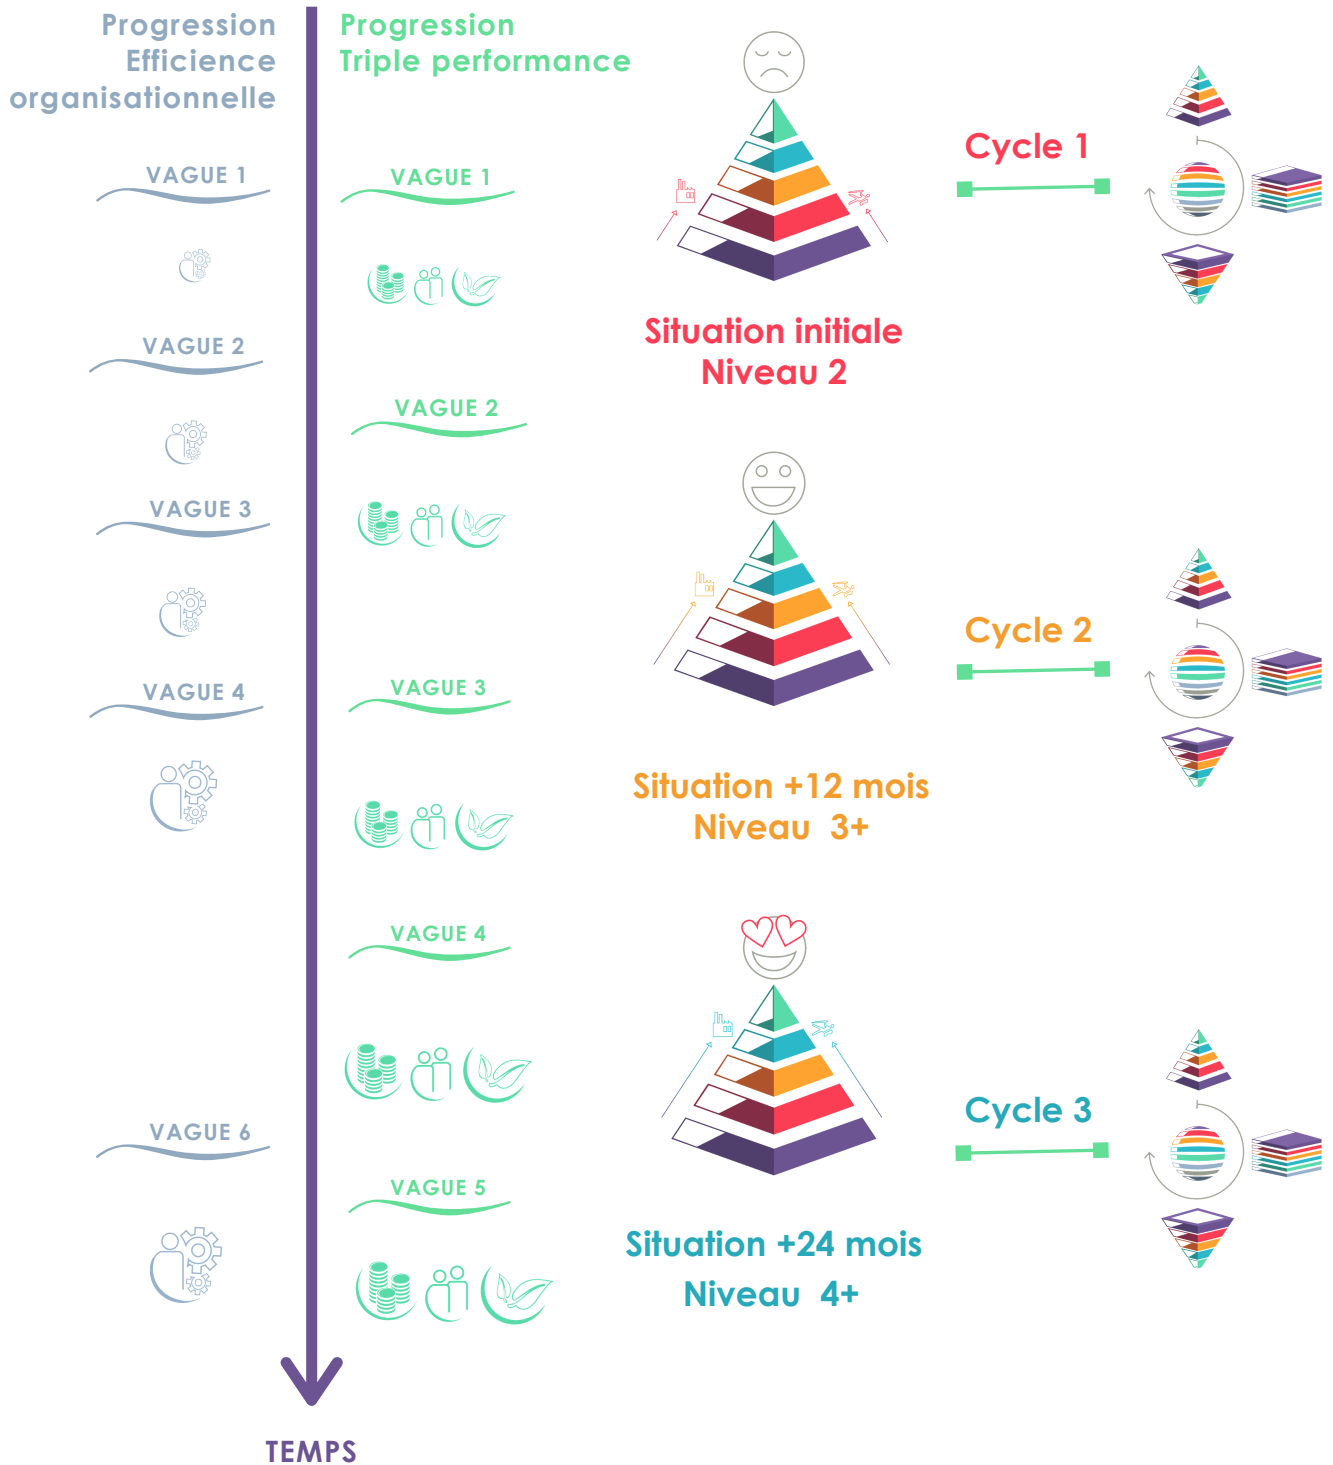 Progression
Efficience
organisationnelle
VAGUE 1
VAGUE 2
VAGUE 3
VAGUE 4
VAGUE 6
Progression
Triple performance
VAGUE 1
VAGUE 2
VAGUE 3
VAGUE 4
VAGUE 5
TEMPS
Situation initiale
Niveau 2
Cycle 1
Situation +12 mois
Niveau 3+
Cycle 2
Situation +24 mois
Niveau 4+
Cycle 3